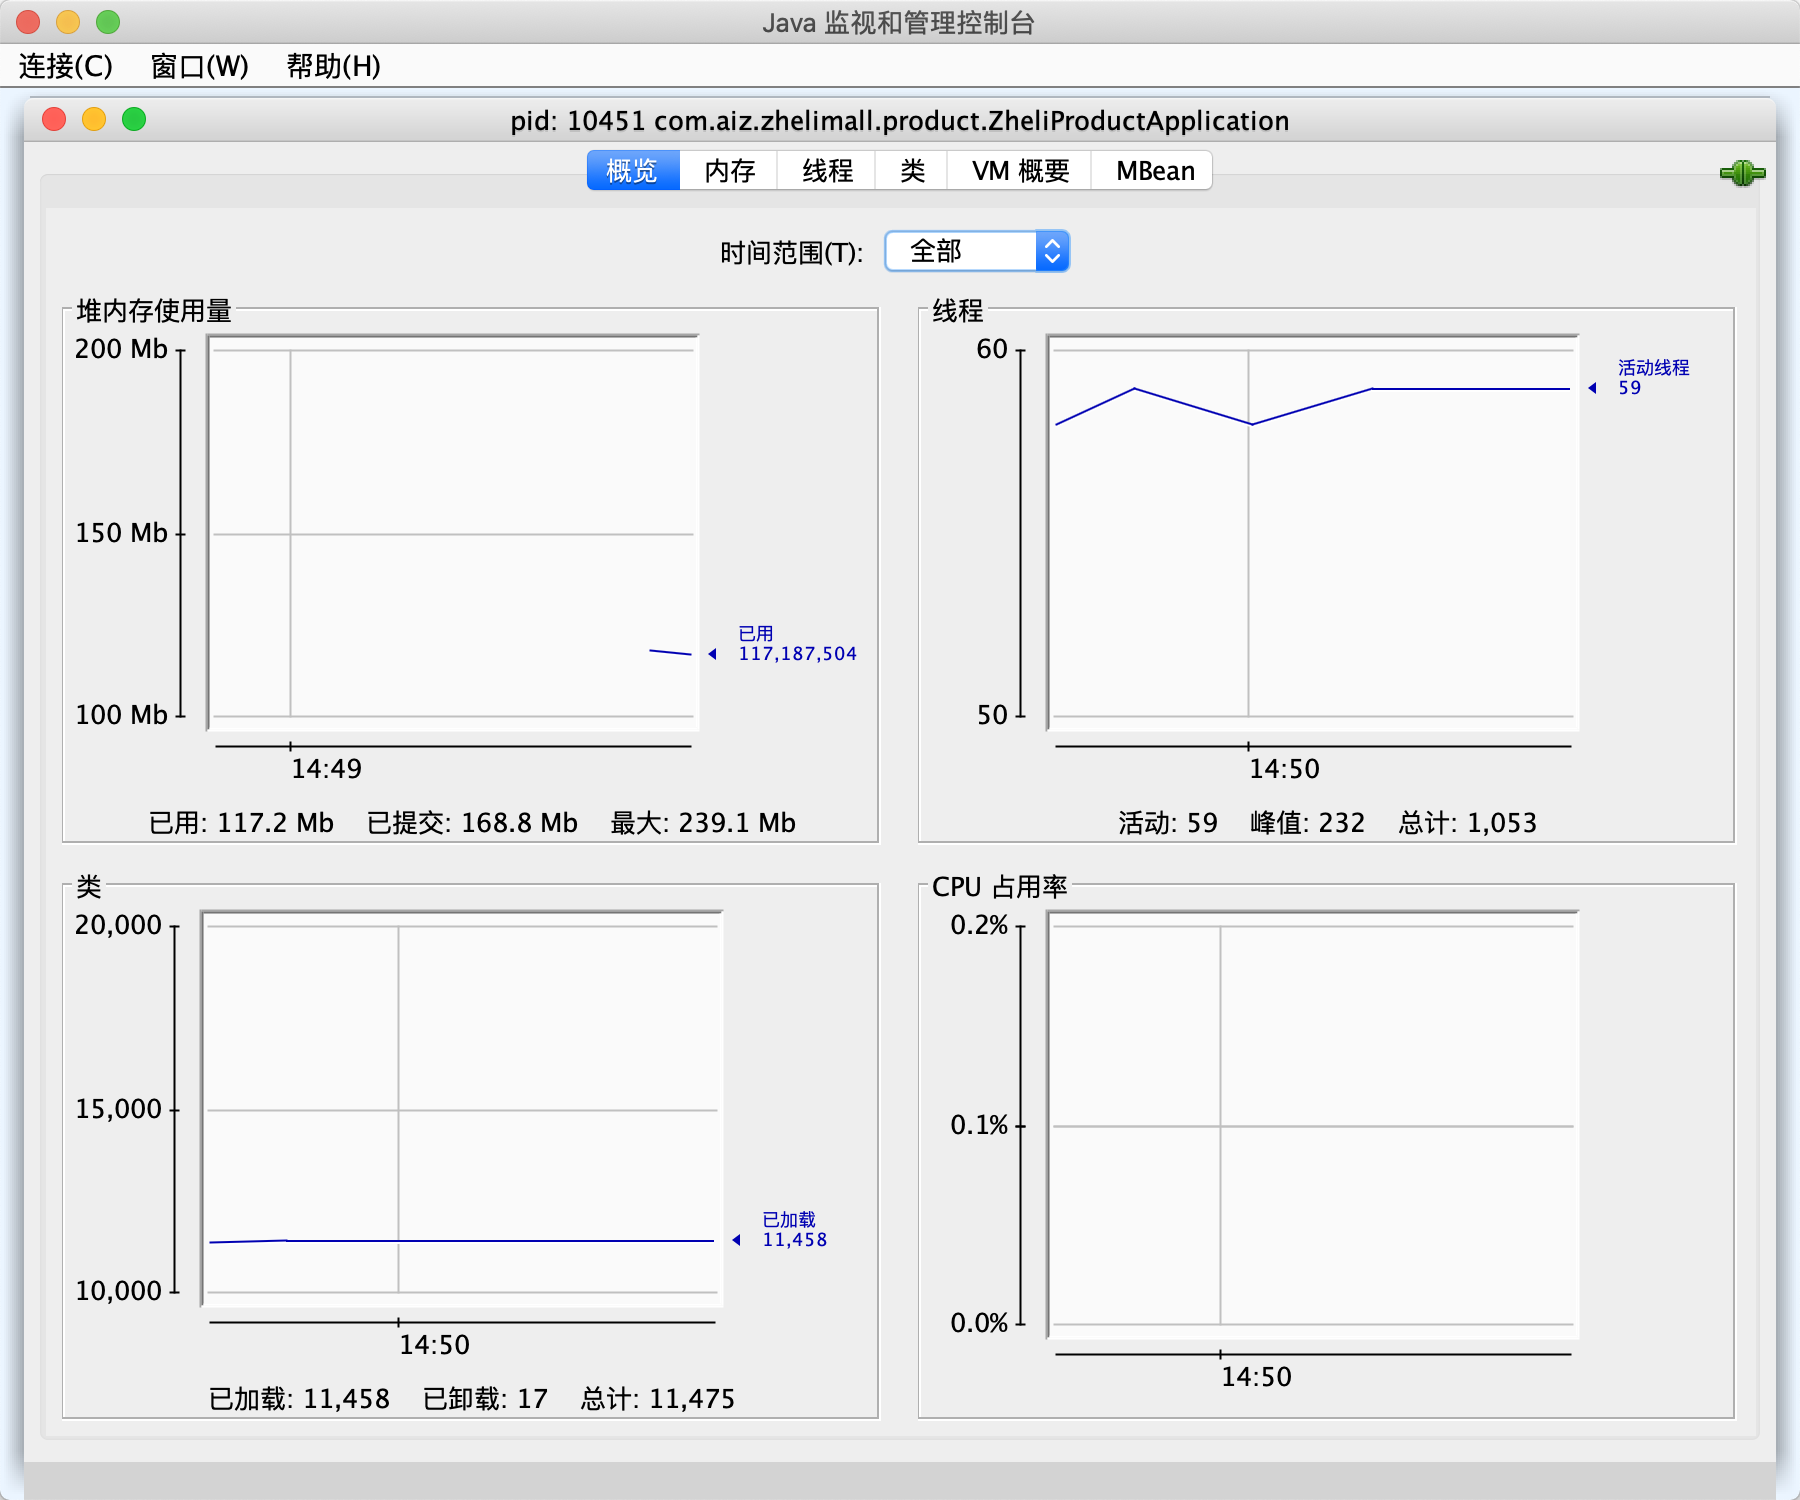 Java 监视和管理控制台
连接(C) 窗口(W) 帮助(H)
pid: 10451 com.aiz.zhelimall.product.ZheliProductApplication
概览 内存 线程 类 VM 概要 MBean
时间范围(T): 全部
堆内存使用量
200 Mb
150 Mb
100 Mb
已用
117,187,504
14:49
已用: 117.2 Mb 已提交: 168.8 Mb 最大: 239.1 Mb
线程
60
50
活动线程
59
14:50
活动: 59 峰值: 232 总计: 1,053
类
20,000
15,000
10,000
已加载
11,458
14:50
已加载: 11,458 已卸载: 17 总计: 11,475
CPU 占用率
0.2%
0.1%
0.0%
14:50